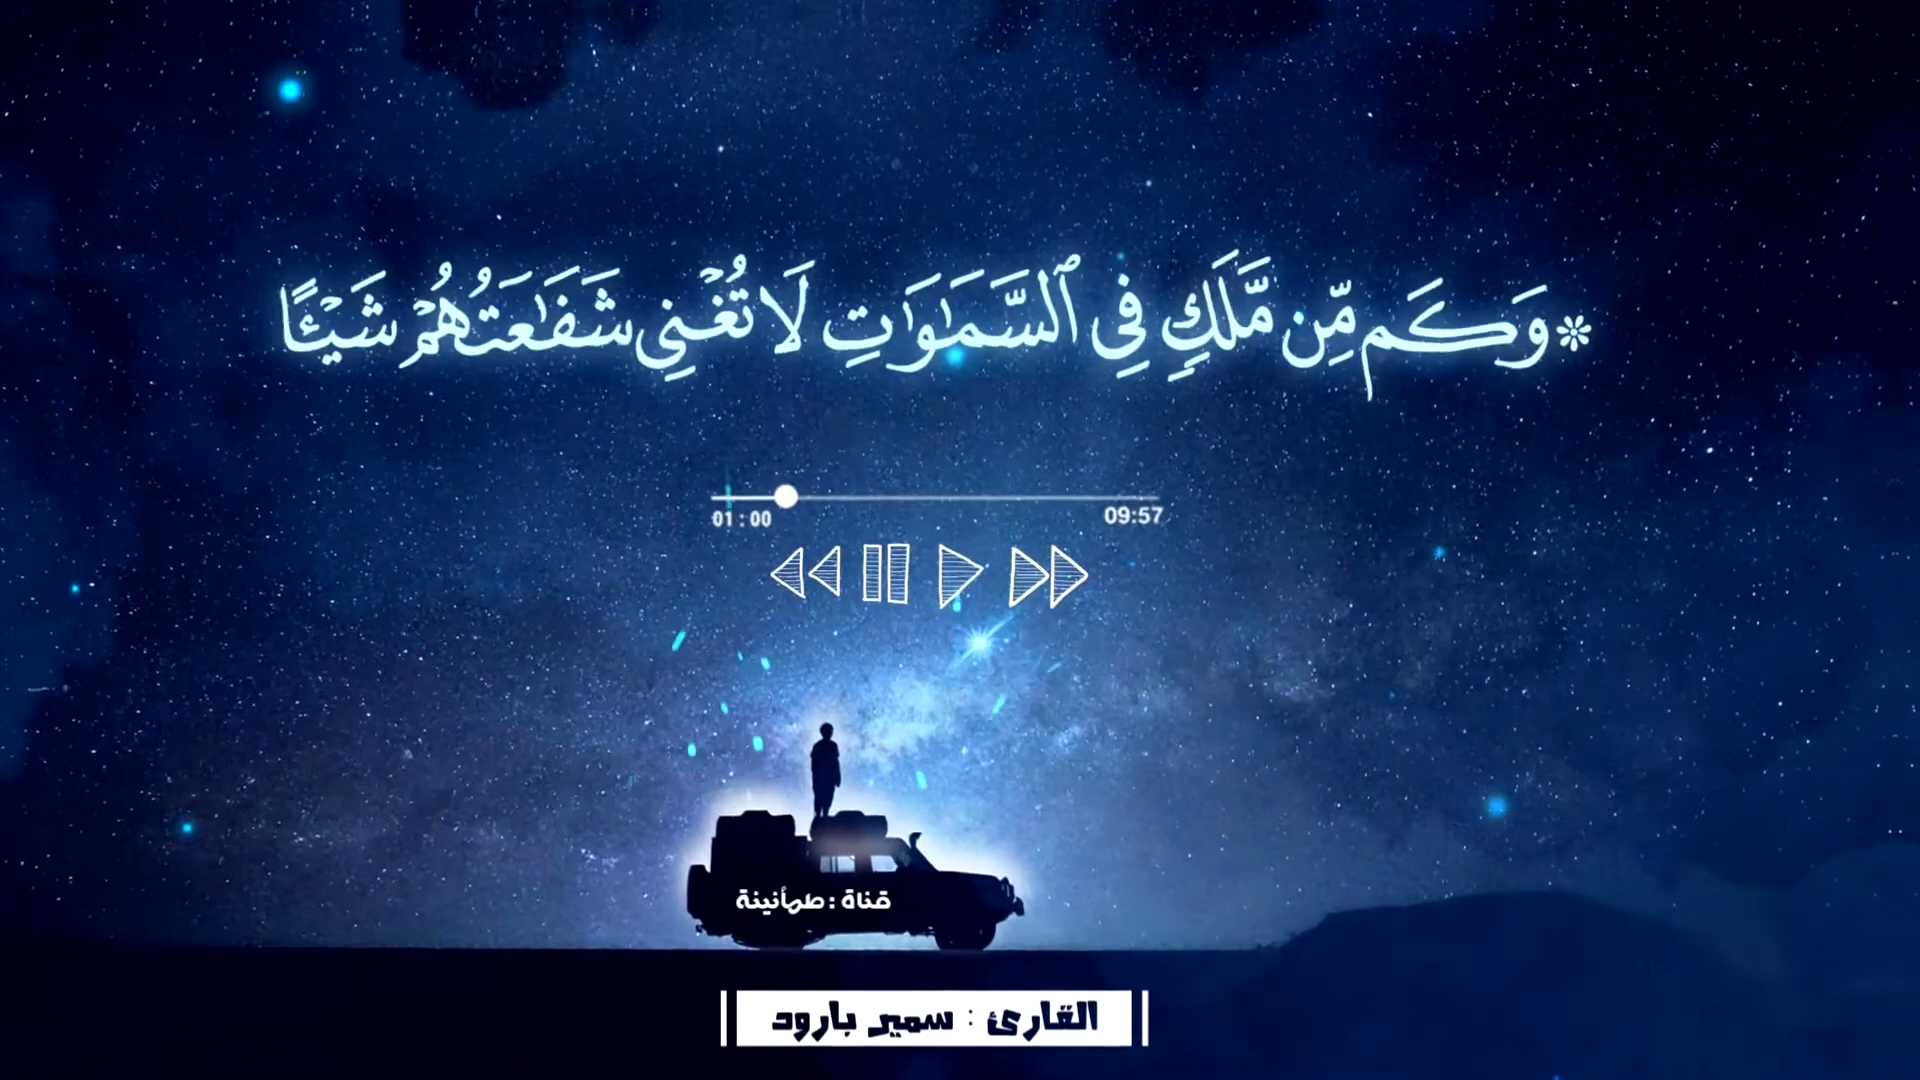 * وَكَم مِّن مَّلَكٍ فِي ٱلسَّمَٰوَٰتِ لَا تُغْنِي شَفَٰعَتُهُمْ شَيْـًٔا
01:00
09:57
قناة : طمأنينة
القارئ : سمير بارود